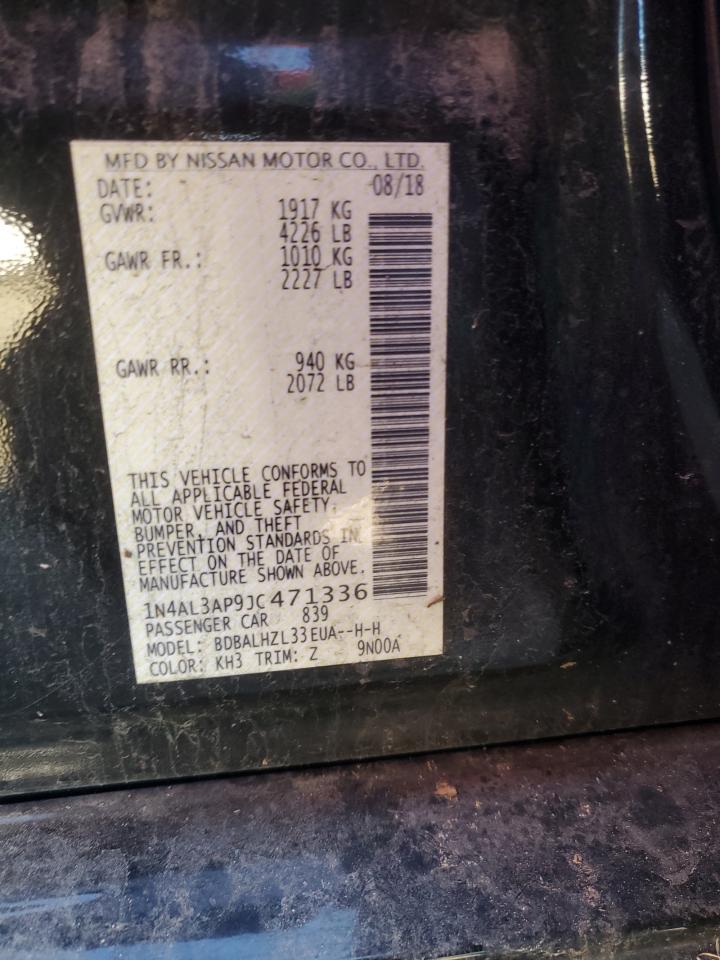 MFD BY NISSAN MOTOR CO., LTD.
DATE: 08/18
GVWR: 1917 KG
4226 LB
GAWR FR.: 1010 KG
2227 LB
GAWR RR.: 940 KG
2072 LB
THIS VEHICLE CONFORMS TO
ALL APPLICABLE FEDERAL
MOTOR VEHICLE SAFETY,
BUMPER, AND THEFT
PREVENTION STANDARDS IN
EFFECT ON THE DATE OF
MANUFACTURE SHOWN ABOVE.
1N4AL3AP9JC471336
PASSENGER CAR 839
MODEL: BDBALHZL33EUA--H-H
COLOR: KH3 TRIM: Z 9N00A